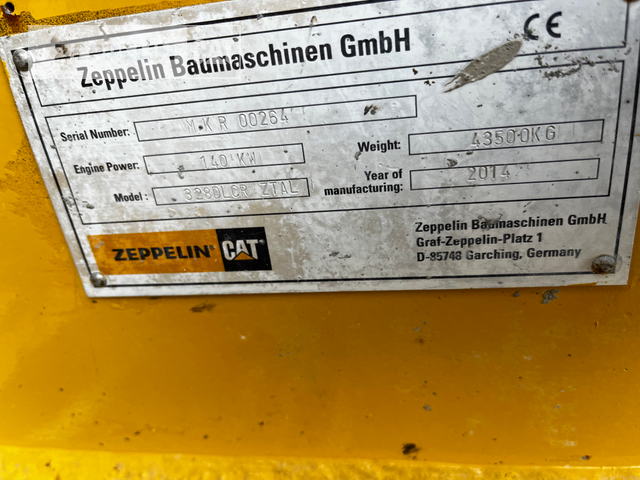 Zeppelin Baumaschinen GmbH CE
Serial Number: MKR 00264
Engine Power: 140 KW
Weight: 43500KG
Model: 328DLCR ZTAL
Year of manufacturing: 2014
ZEPPELIN CAT
Zeppelin Baumaschinen GmbH
Graf-Zeppelin-Platz 1
D-85748 Garching, Germany